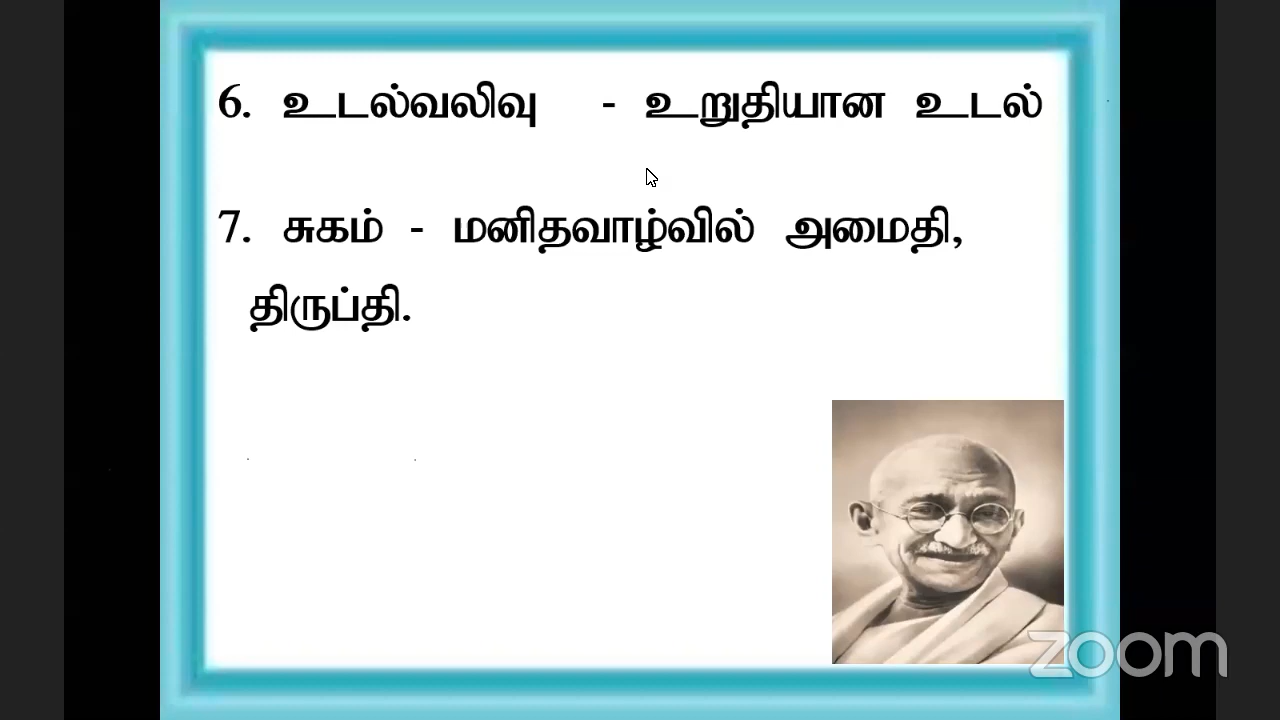 6. உடல்வலிவு - உறுதியான உடல்
7. சுகம் - மனிதவாழ்வில் அமைதி,
திருப்தி.
zoom